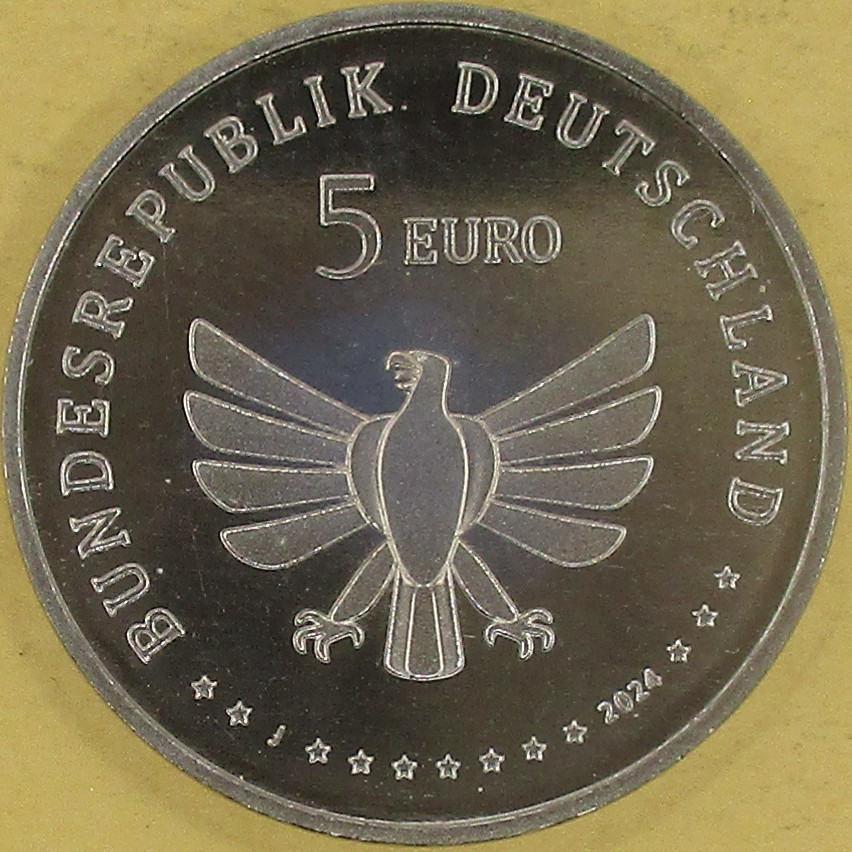 BUNDESREPUBLIK DEUTSCHLAND
5 EURO
J
2024